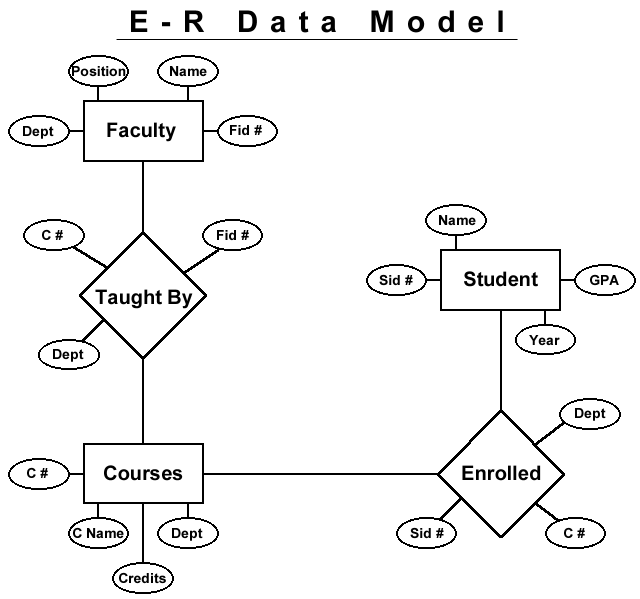 E-R Data Model
Position
Name
Dept
Faculty
Fid #
C #
Fid #
Taught By
Dept
Name
Sid #
Student
GPA
Year
C #
Courses
C Name
Dept
Credits
Dept
Enrolled
Sid #
C #